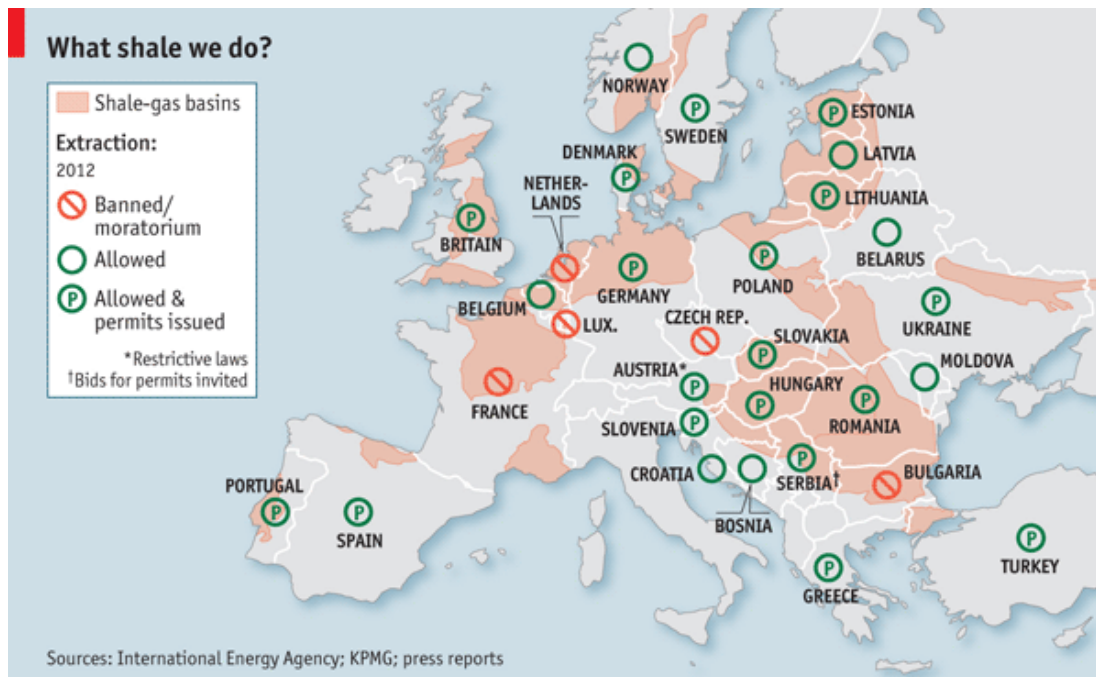 What shale we do?
Shale-gas basins
Extraction:
2012
Banned/
moratorium
Allowed
P Allowed &
permits issued
*Restrictive laws
†Bids for permits invited
NORWAY
P
SWEDEN
P
ESTONIA
LATVIA
P
LITHUANIA
DENMARK
P
NETHER-
LANDS
P
BRITAIN
BELARUS
BELGIUM
P
GERMANY
P
POLAND
P
UKRAINE
LUX.
CZECH REP.
SLOVAKIA
P
MOLDOVA
AUSTRIA*
P
HUNGARY
P
P
ROMANIA
FRANCE
SLOVENIA
P
CROATIA
BOSNIA
P
SERBIA†
BULGARIA
PORTUGAL
P
P
SPAIN
P
GREECE
P
TURKEY
Sources: International Energy Agency; KPMG; press reports